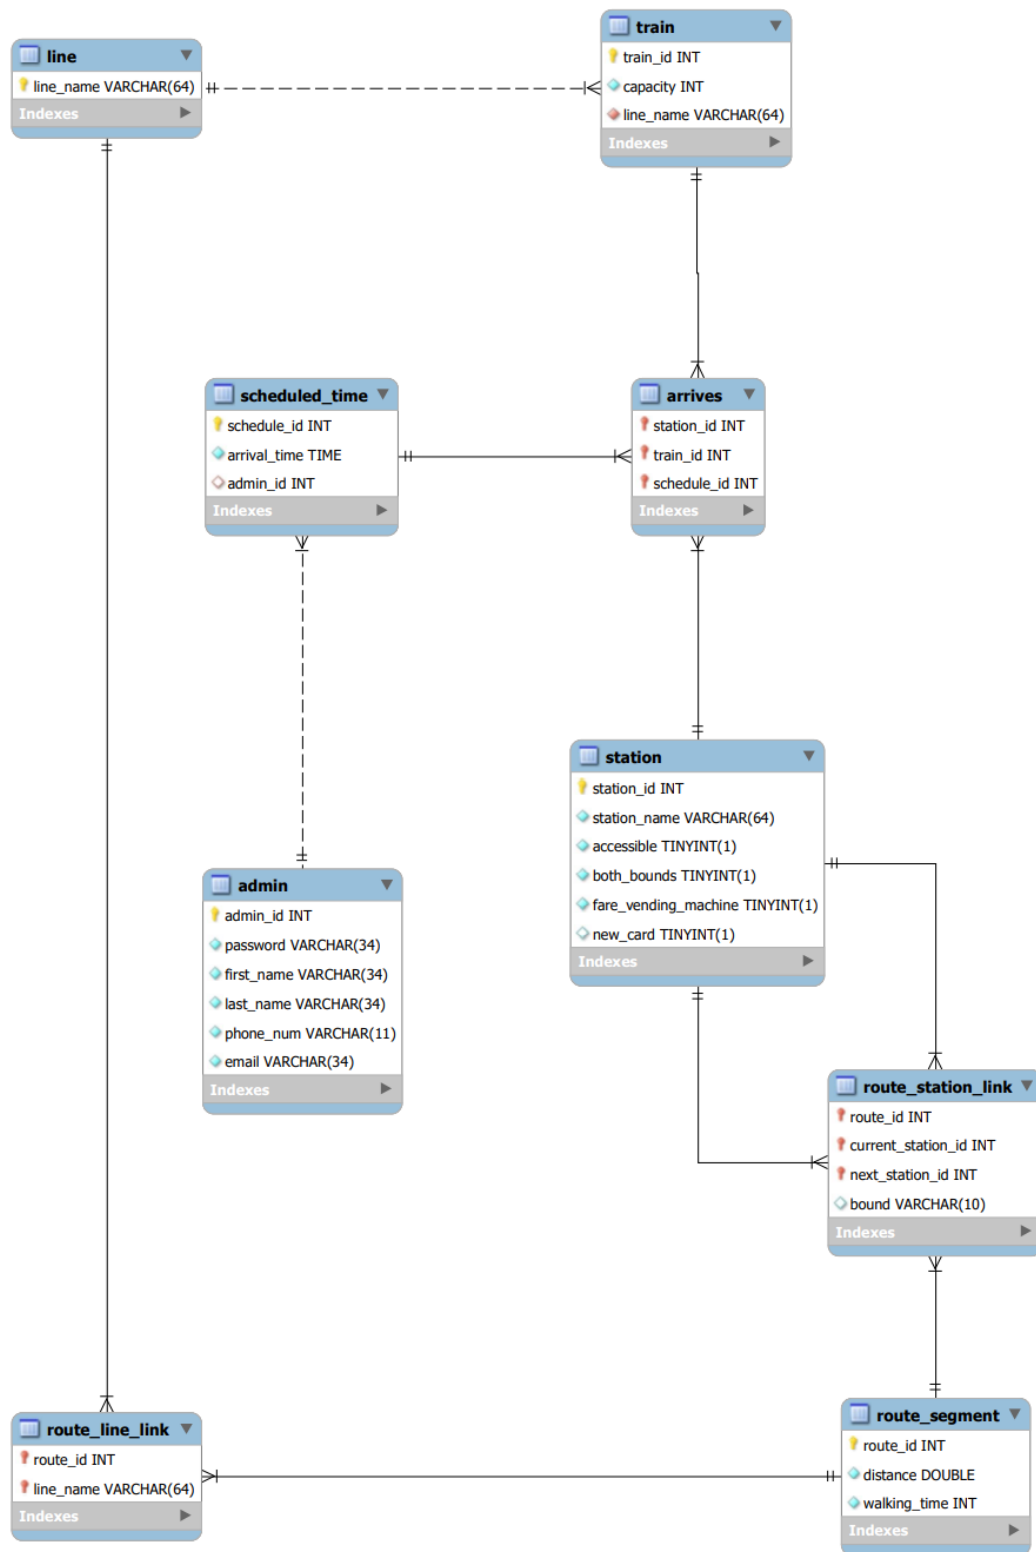 line
line_name VARCHAR(64)
Indexes
train
train_id INT
capacity INT
line_name VARCHAR(64)
Indexes
scheduled_time
schedule_id INT
arrival_time TIME
admin_id INT
Indexes
arrives
station_id INT
train_id INT
schedule_id INT
Indexes
station
station_id INT
station_name VARCHAR(64)
accessible TINYINT(1)
both_bounds TINYINT(1)
fare_vending_machine TINYINT(1)
new_card TINYINT(1)
Indexes
admin
admin_id INT
password VARCHAR(34)
first_name VARCHAR(34)
last_name VARCHAR(34)
phone_num VARCHAR(11)
email VARCHAR(34)
Indexes
route_station_link
route_id INT
current_station_id INT
next_station_id INT
bound VARCHAR(10)
Indexes
route_line_link
route_id INT
line_name VARCHAR(64)
Indexes
route_segment
route_id INT
distance DOUBLE
walking_time INT
Indexes